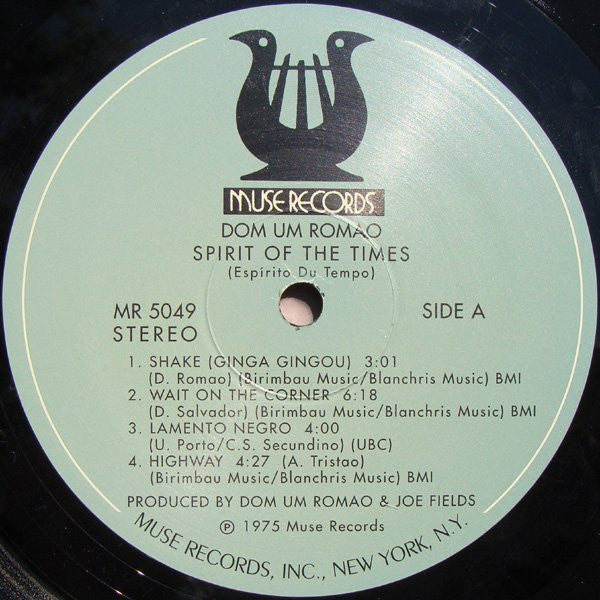 MUSE RECORDS
DOM UM ROMÃO
SPIRIT OF THE TIMES
(Espírito Du Tempo)
MR 5049
STEREO
SIDE A
1. SHAKE (GINGA GINGOU) 3:01
(D. Romao) (Birimbau Music/Blanchris Music) BMI
2. WAIT ON THE CORNER 6:18
(D. Salvador) (Birimbau Music/Blanchris Music) BMI
3. LAMENTO NEGRO 4:00
(U. Porto/C.S. Secundino) (UBC)
4. HIGHWAY 4:27 (A. Tristao)
(Birimbau Music/Blanchris Music) BMI
PRODUCED BY DOM UM ROMAO & JOE FIELDS
℗ 1975 Muse Records
MUSE RECORDS, INC., NEW YORK, N.Y.